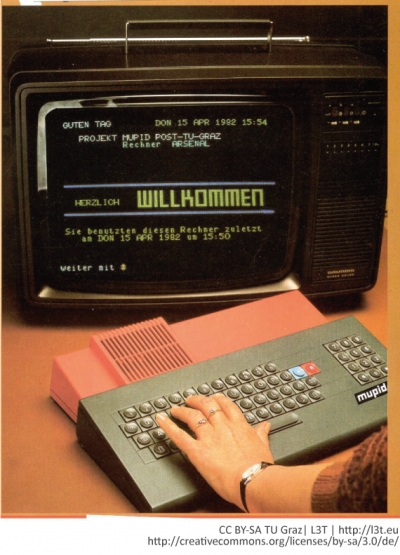 GUTEN TAG DON 15 APR 1982 15:54
PROJEKT MUPID POST-TU-GRAZ
Rechner ARSENAL
HERZLICH WILLKOMMEN
Sie benutzten diesen Rechner zuletzt
am DON 15 APR 1982 um 15:50
weiter mit
GRUNDIG
mupid
CC BY-SA TU Graz| L3T | http://l3t.eu
http://creativecommons.org/licenses/by-sa/3.0/de/